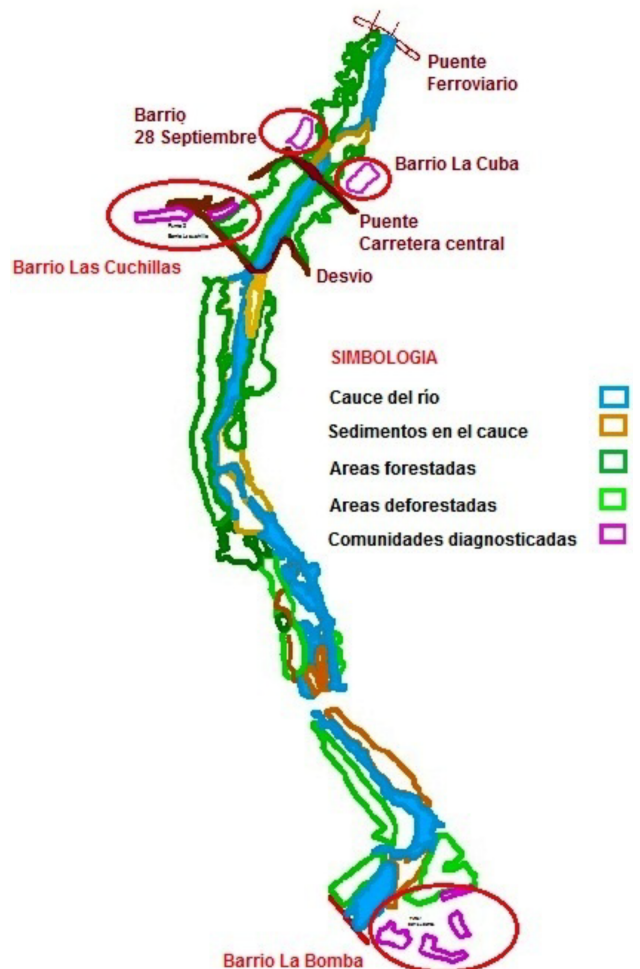 Puente
Ferroviario
Barrio
28 Septiembre
Barrio La Cuba
Puente
Carretera central
Barrio Las Cuchillas
Desvio
SIMBOLOGIA
Cauce del río
Sedimentos en el cauce
Areas forestadas
Areas deforestadas
Comunidades diagnosticadas
Barrio La Bomba